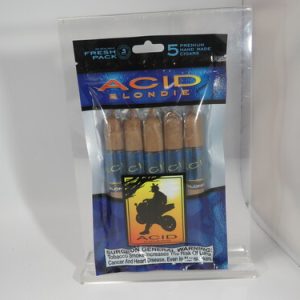 FRESH
PACK
5 PREMIUM
HAND MADE
CIGARS
ACID
BLONDIE
ACID
SURGEON GENERAL WARNING:
Tobacco Smoke Increases The Risk Of Lung
Cancer And Heart Disease, Even In